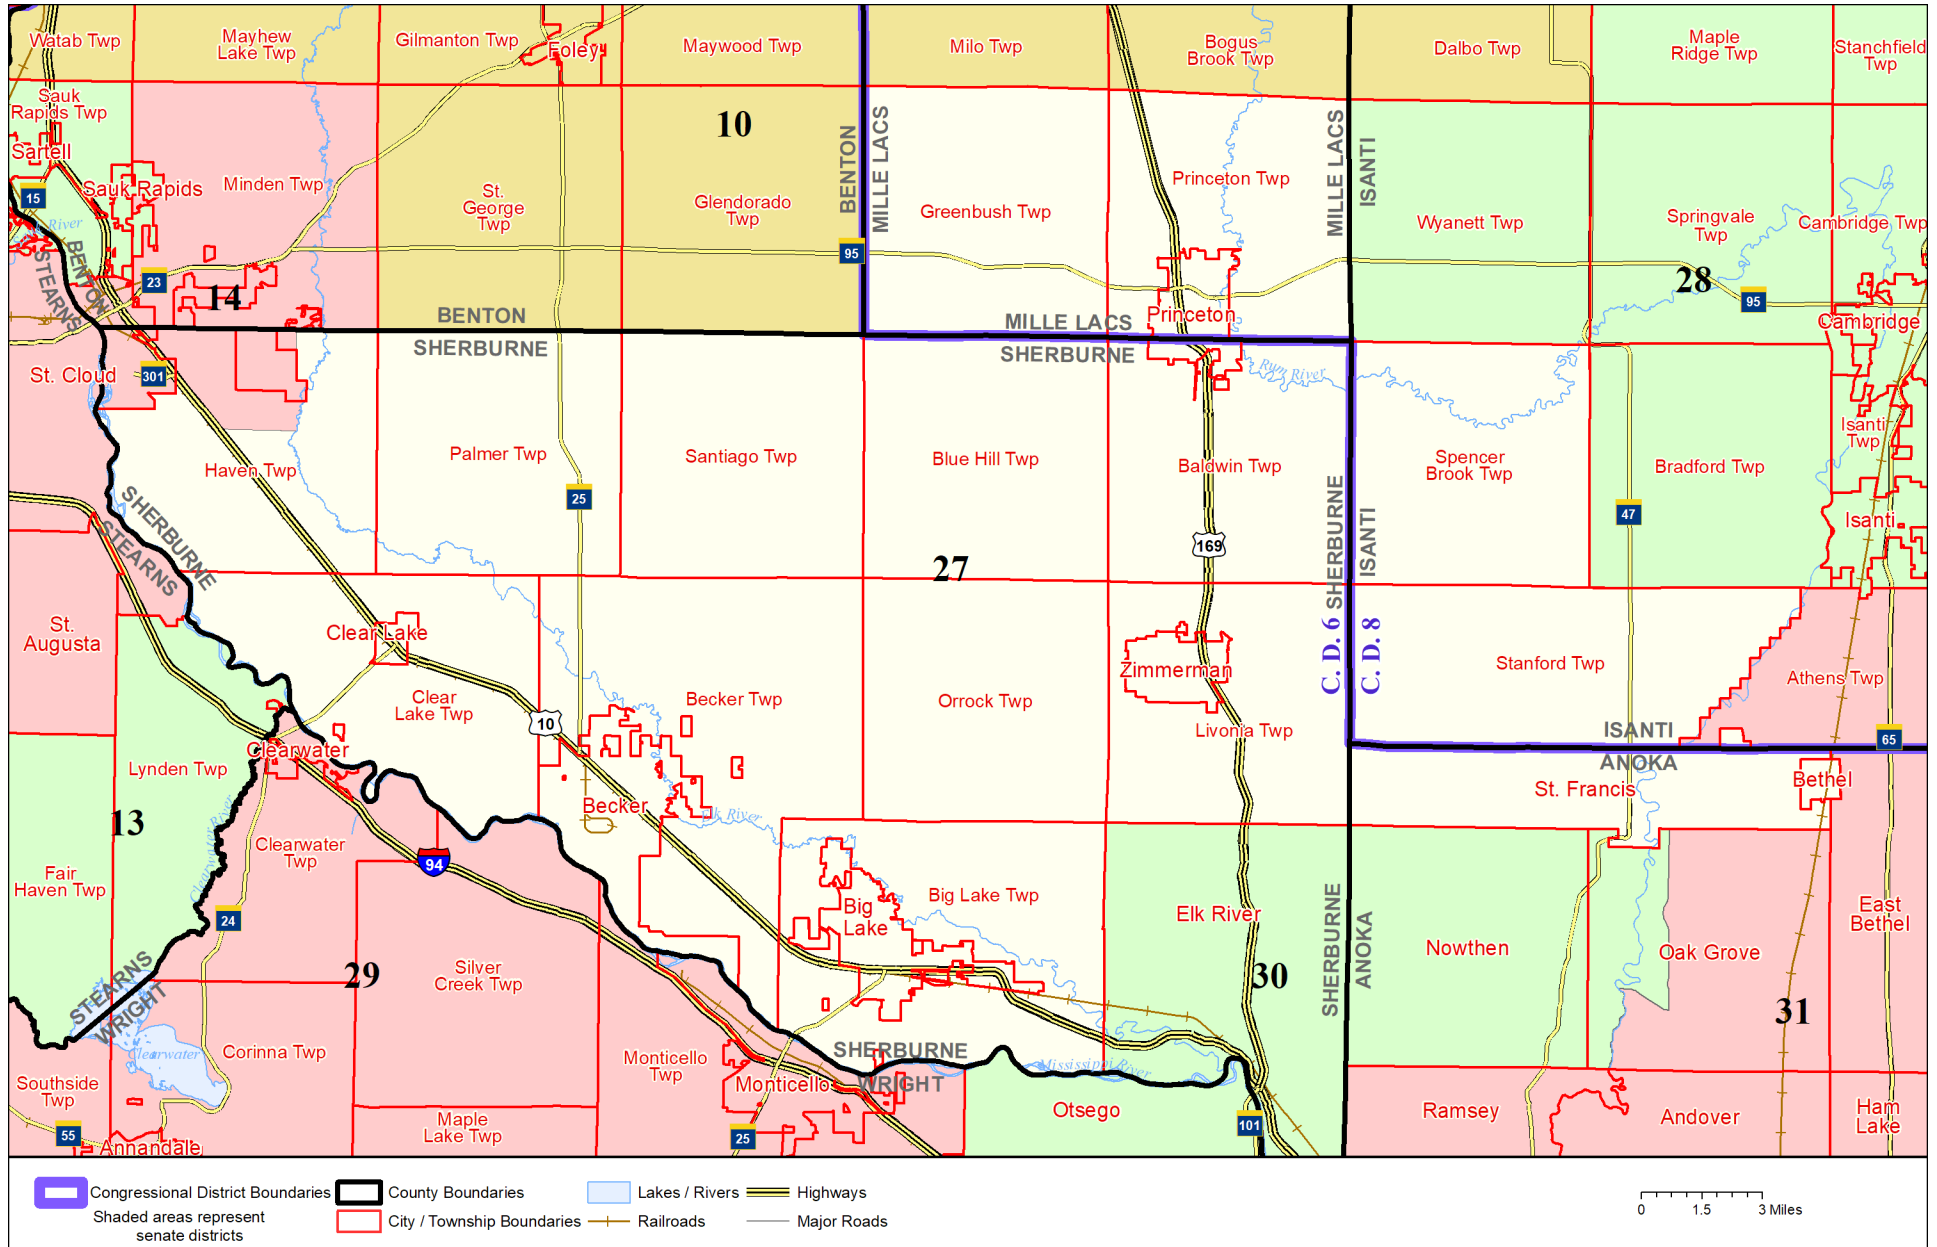 Watab Twp
Mayhew
Lake Twp
Gilmanton Twp
Foley
Maywood Twp
Milo Twp
Bogus
Brook Twp
Dalbo Twp
Maple
Ridge Twp
Stanchfield
Twp
Sauk
Rapids Twp
10
BENTON
MILLE LACS
MILLE LACS
ISANTI
Sartell
15
Sauk Rapids
Minden Twp
St.
George
Twp
Glendorado
Twp
Greenbush Twp
Princeton Twp
Wyanett Twp
Springvale
Twp
Cambridge Twp
River
BENTON
STEARNS
23
14
95
28
95
BENTON
SHERBURNE
MILLE LACS
SHERBURNE
Princeton
Cambridge
St. Cloud
301
Rum River
Isanti
Twp
Haven Twp
Palmer Twp
Santiago Twp
Blue Hill Twp
Baldwin Twp
Spencer
Brook Twp
Bradford Twp
SHERBURNE
STEARNS
25
47
Isanti
169
SHERBURNE
ISANTI
27
St.
Augusta
Clear Lake
Zimmerman
C. D. 6
C. D. 8
Stanford Twp
Athens Twp
Clear
Lake Twp
10
Becker Twp
Orrock Twp
Livonia Twp
ISANTI
ANOKA
65
Clearwater
Lynden Twp
St. Francis
Bethel
13
Becker
Elk River
Clearwater River
Clearwater
Twp
94
Fair
Haven Twp
24
Big
Lake
Big Lake Twp
Elk River
SHERBURNE
ANOKA
Nowthen
Oak Grove
East
Bethel
STEARNS
WRIGHT
29
Silver
Creek Twp
30
31
Clearwater
Corinna Twp
Monticello
Twp
SHERBURNE
WRIGHT
Mississippi River
Southside
Twp
Monticello
Otsego
Ramsey
Andover
Ham
Lake
55
Annandale
Maple
Lake Twp
25
101
Congressional District Boundaries
County Boundaries
Lakes / Rivers
Highways
Shaded areas represent
senate districts
City / Township Boundaries
Railroads
Major Roads
0 1.5 3 Miles